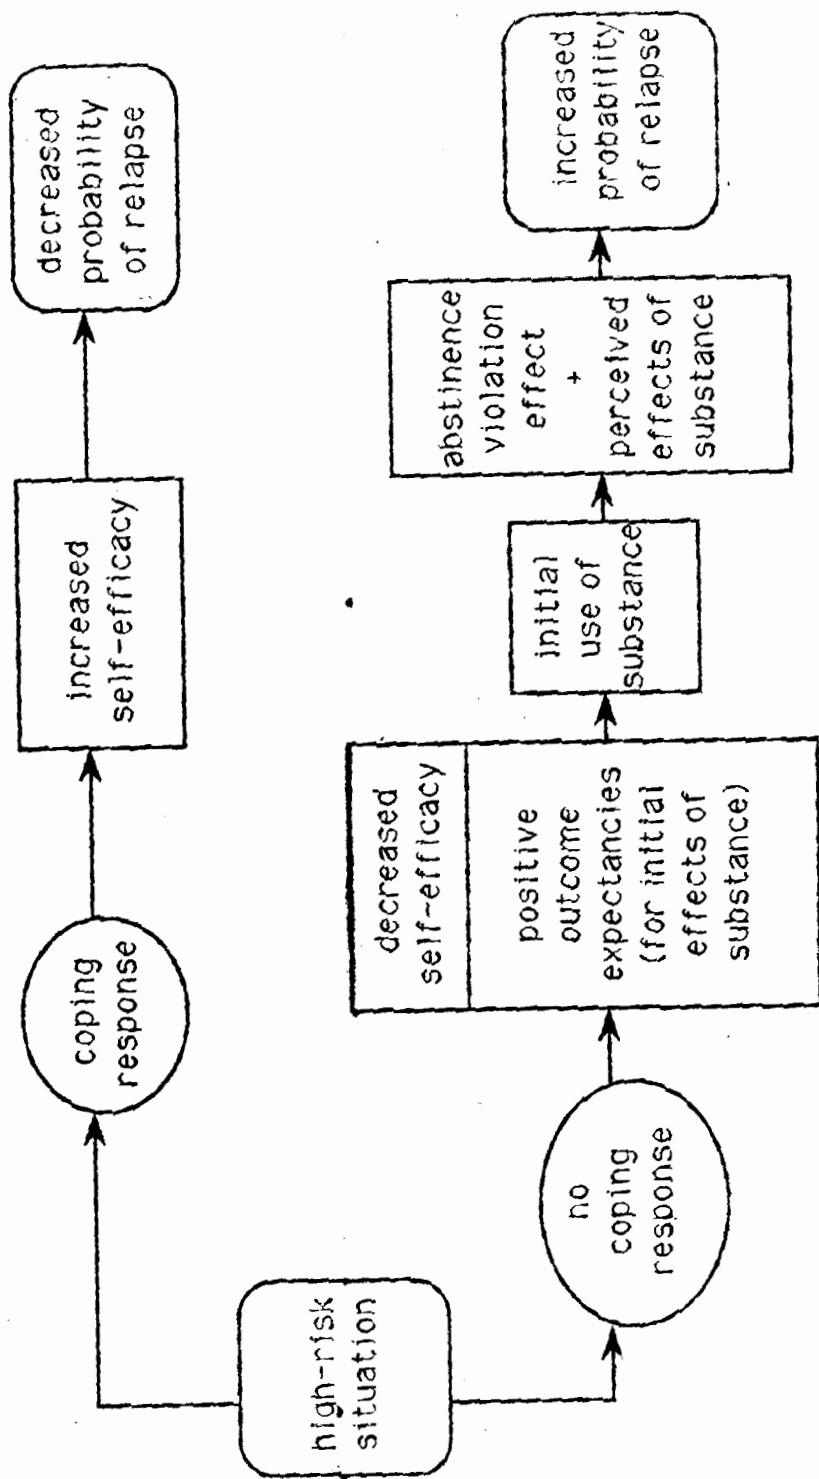 high-risk
situation
coping
response
increased
self-efficacy
decreased
probability
of relapse
no
coping
response
decreased
self-efficacy
positive
outcome
expectancies
(for initial
effects of
substance)
initial
use of
substance
abstinence
violation
effect
+
perceived
effects of
substance
increased
probability
of relapse